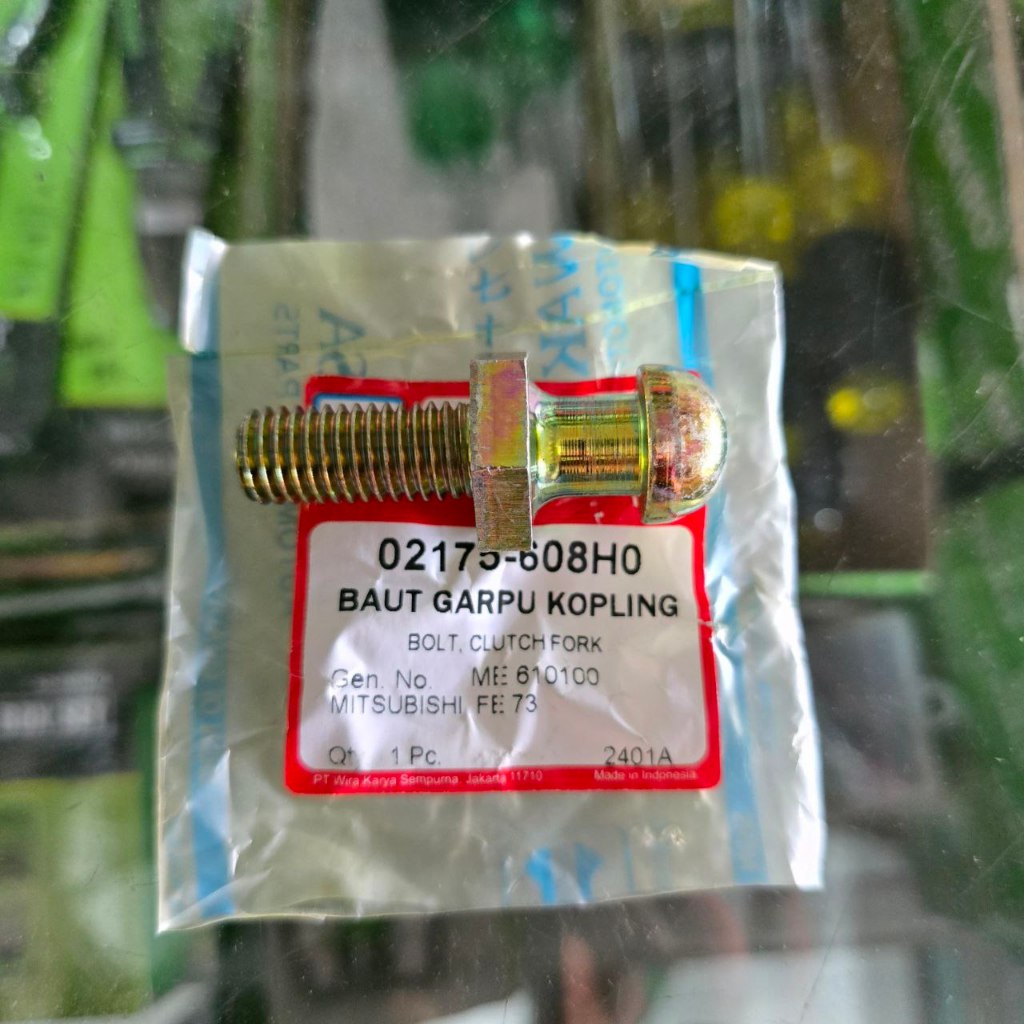 02175-608H0
BAUT GARPU KOPLING
BOLT, CLUTCH FORK
Gen. No. ME 610100
MITSUBISHI, FE 73
Qty 1 Pc. 2401A
PT Wira Karya Sempurna Jakarta 11710 Made in Indonesia